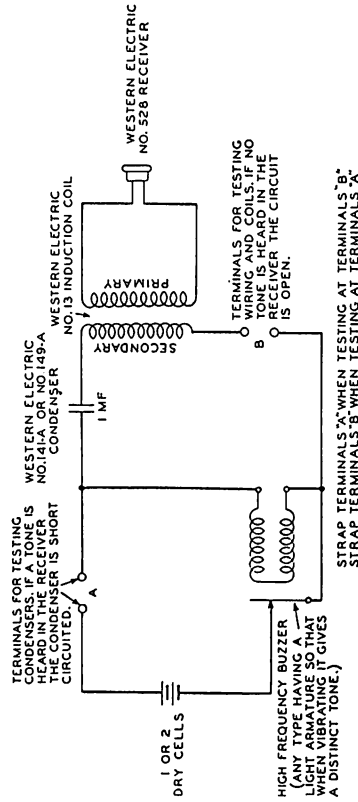 TERMINALS FOR TESTING
CONDENSERS. IF A TONE IS
HEARD IN THE RECEIVER
THE CONDENSER IS SHORT
CIRCUITED.
A
WESTERN ELECTRIC
NO.141-A OR NO.149-A
CONDENSER
1 MF
WESTERN ELECTRIC
NO.13 INDUCTION COIL
SECONDARY
PRIMARY
WESTERN ELECTRIC
NO.528 RECEIVER
1 OR 2
DRY CELLS
B
TERMINALS FOR TESTING
WIRING AND COILS. IF NO
TONE IS HEARD IN THE
RECEIVER THE CIRCUIT
IS OPEN.
HIGH FREQUENCY BUZZER
(ANY TYPE HAVING A
LIGHT ARMATURE SO THAT
WHEN VIBRATING IT GIVES
A DISTINCT TONE.)
STRAP TERMINALS "A" WHEN TESTING AT TERMINALS "B"
STRAP TERMINALS "B" WHEN TESTING AT TERMINALS "A"